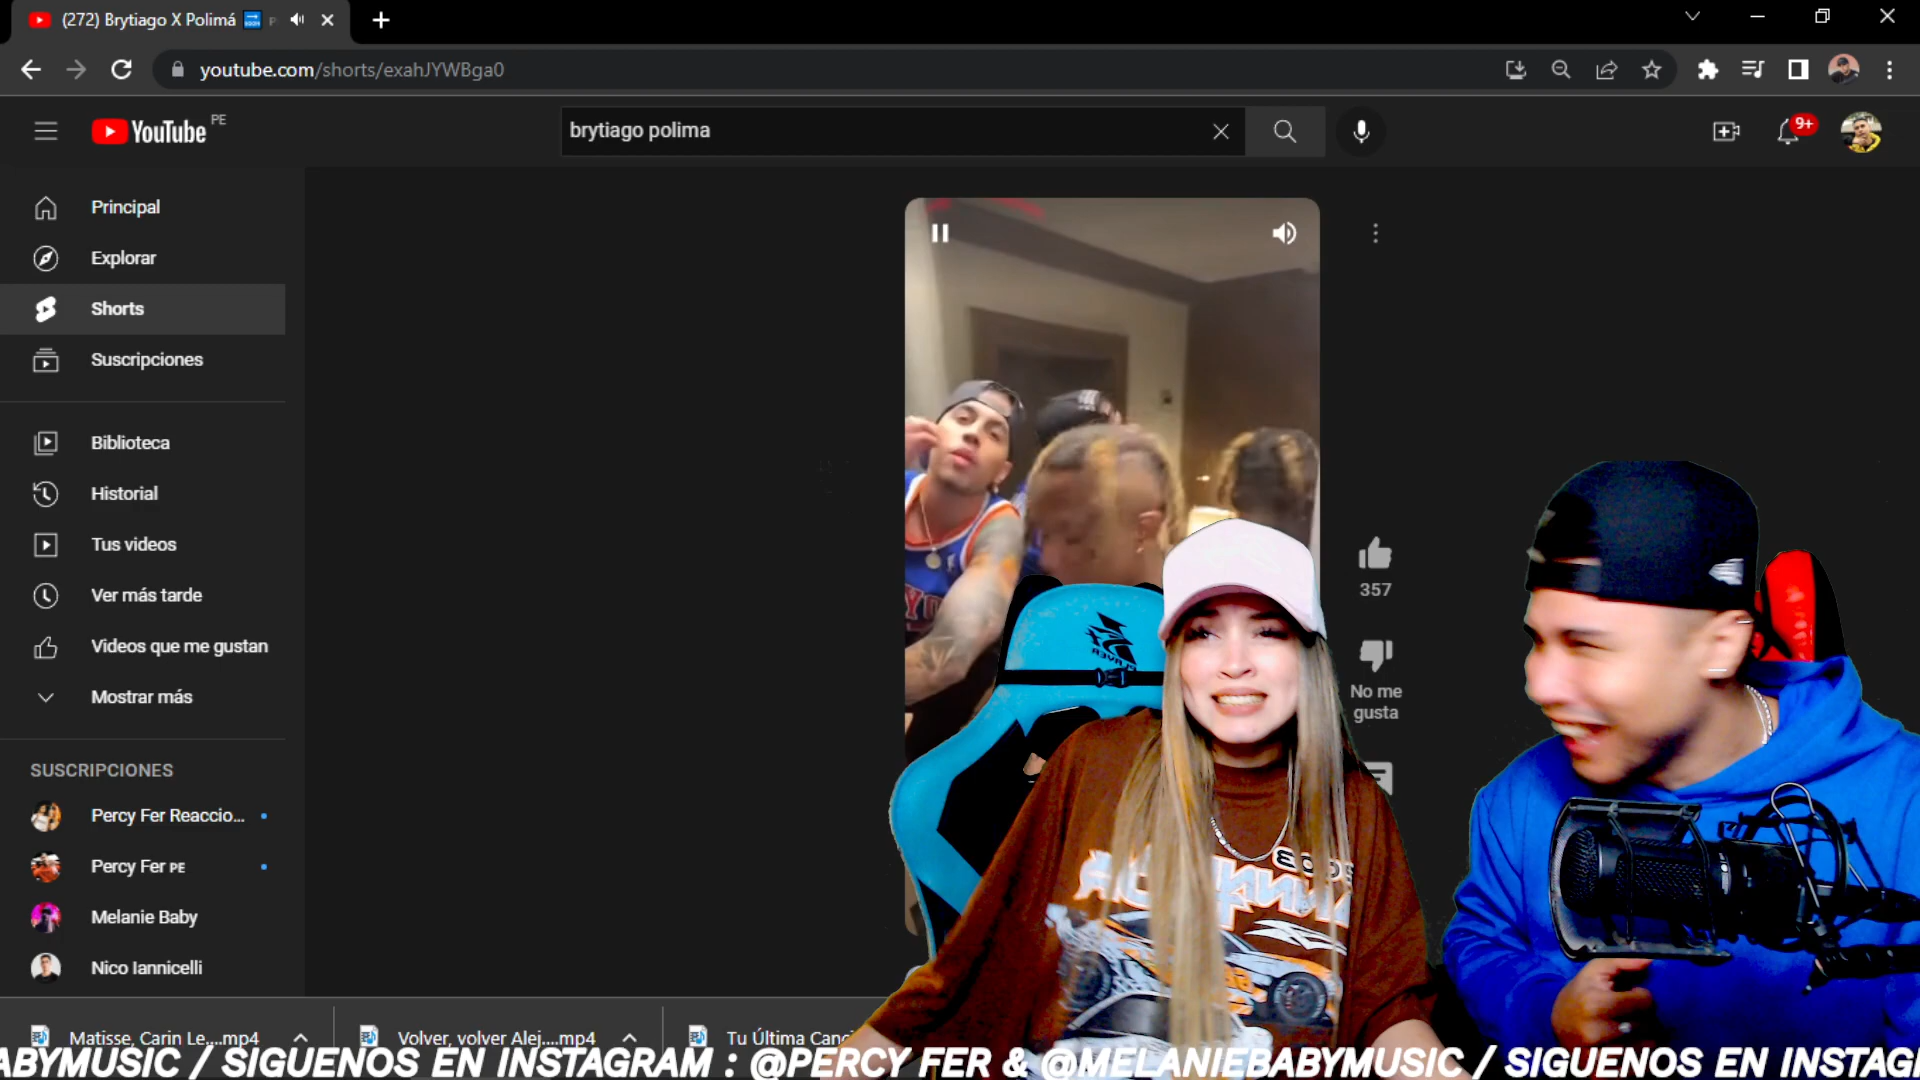 (272) Brytiago X Polimá
youtube.com/shorts/exahJYWBga0
YouTube PE
brytiago polima
9+
Principal
Explorar
Shorts
Suscripciones
Biblioteca
Historial
Tus videos
Ver más tarde
Videos que me gustan
Mostrar más
SUSCRIPCIONES
Percy Fer Reaccio...
Percy Fer PE
Melanie Baby
Nico Iannicelli
357
No me
gusta
Matisse, Carin Le....mp4
Volver, volver Alej....mp4
Tu Última Canc
ABYMUSIC / SIGUENOS EN INSTAGRAM : @PERCY FER & @MELANIEBABYMUSIC / SIGUENOS EN INSTAG